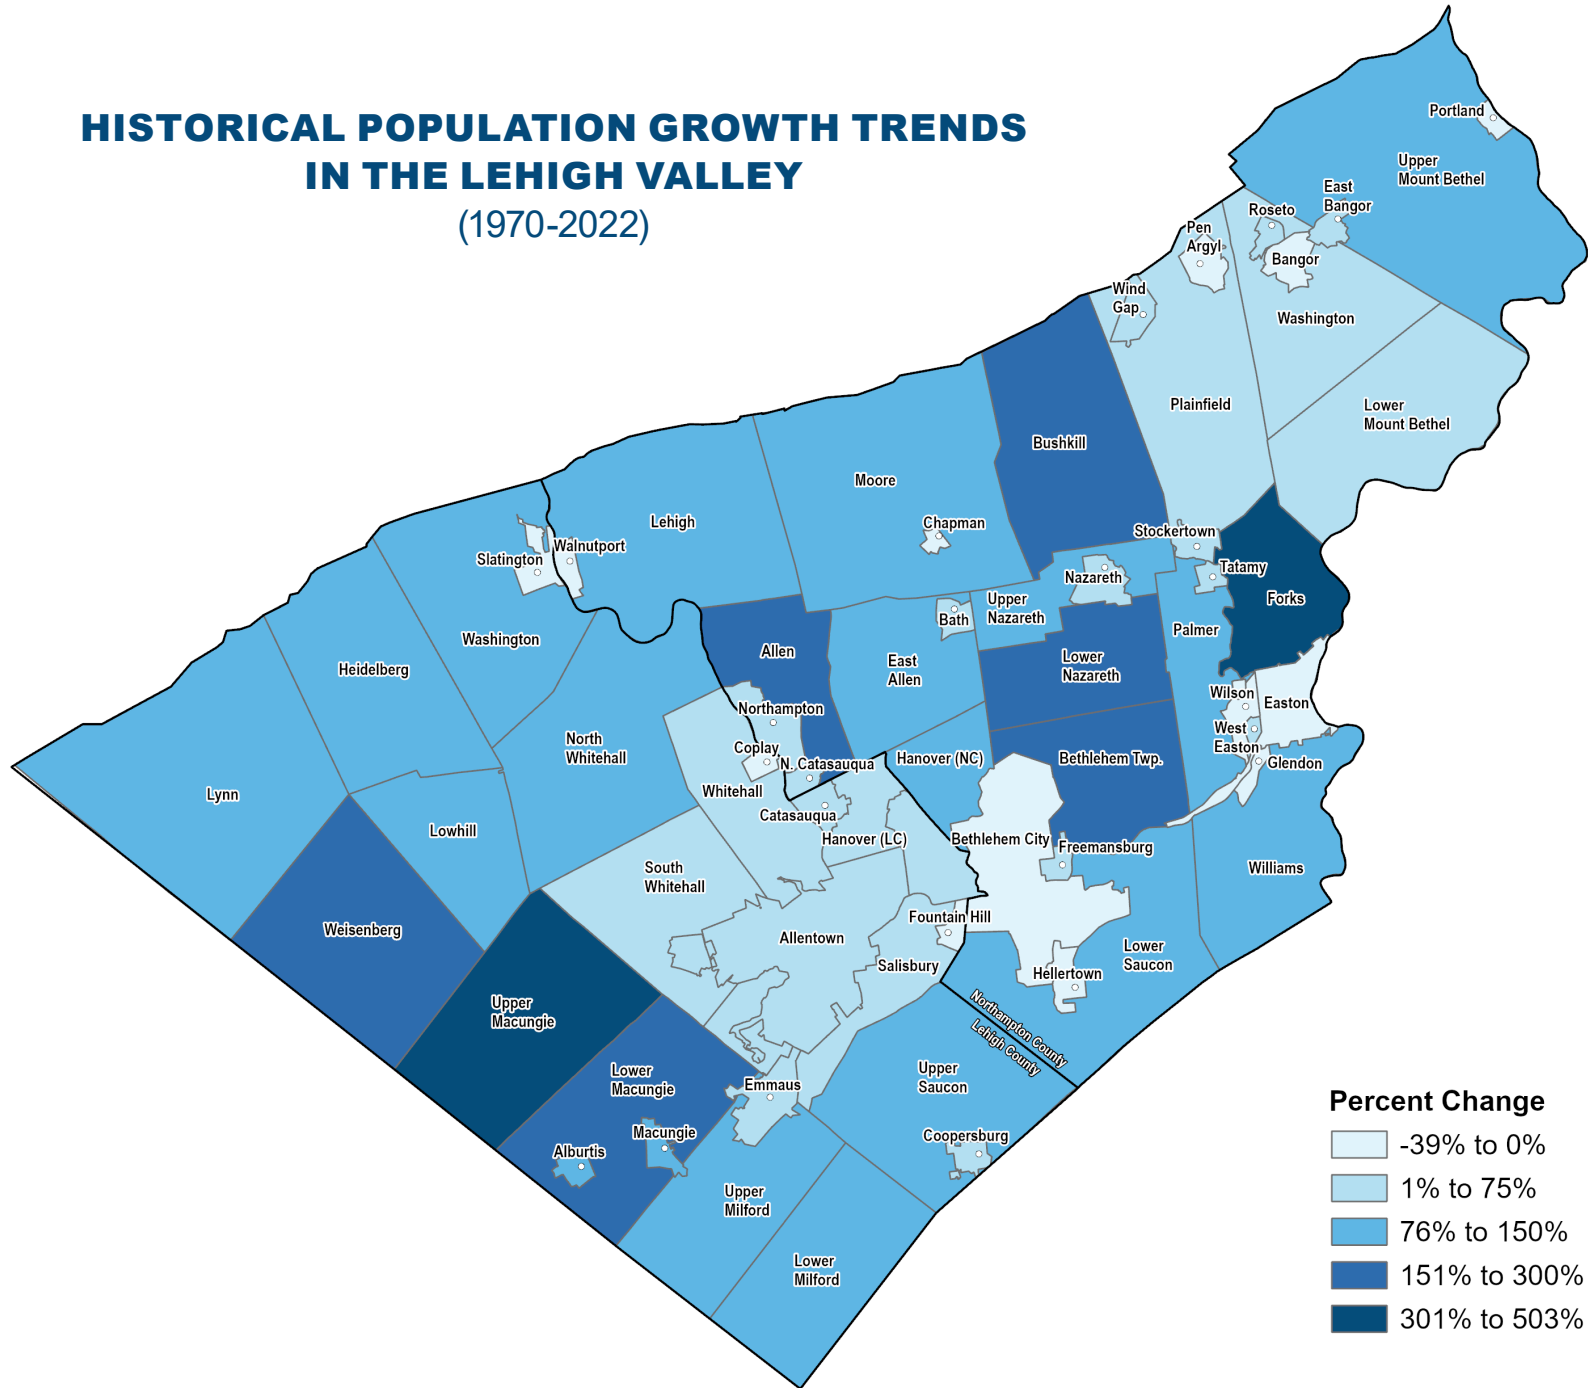 HISTORICAL POPULATION GROWTH TRENDS
IN THE LEHIGH VALLEY
(1970-2022)
Portland
Upper
Mount Bethel
East
Bangor
Roseto
Pen
Argyl
Bangor
Wind
Gap
Washington
Plainfield
Lower
Mount Bethel
Bushkill
Moore
Chapman
Lehigh
Stockertown
Walnutport
Slatington
Tatamy
Nazareth
Forks
Upper
Nazareth
Bath
Palmer
Washington
Allen
Heidelberg
East
Allen
Lower
Nazareth
Wilson
Easton
Northampton
West
Easton
North
Whitehall
Coplay
N. Catasauqua
Hanover (NC)
Bethlehem Twp.
Glendon
Lynn
Whitehall
Catasauqua
Lowhill
Hanover (LC)
Bethlehem City
Freemansburg
South
Whitehall
Williams
Fountain Hill
Weisenberg
Allentown
Lower
Saucon
Salisbury
Hellertown
Upper
Macungie
Northampton County
Lehigh County
Lower
Macungie
Emmaus
Upper
Saucon
Macungie
Coopersburg
Alburtis
Upper
Milford
Lower
Milford
Percent Change
-39% to 0%
1% to 75%
76% to 150%
151% to 300%
301% to 503%